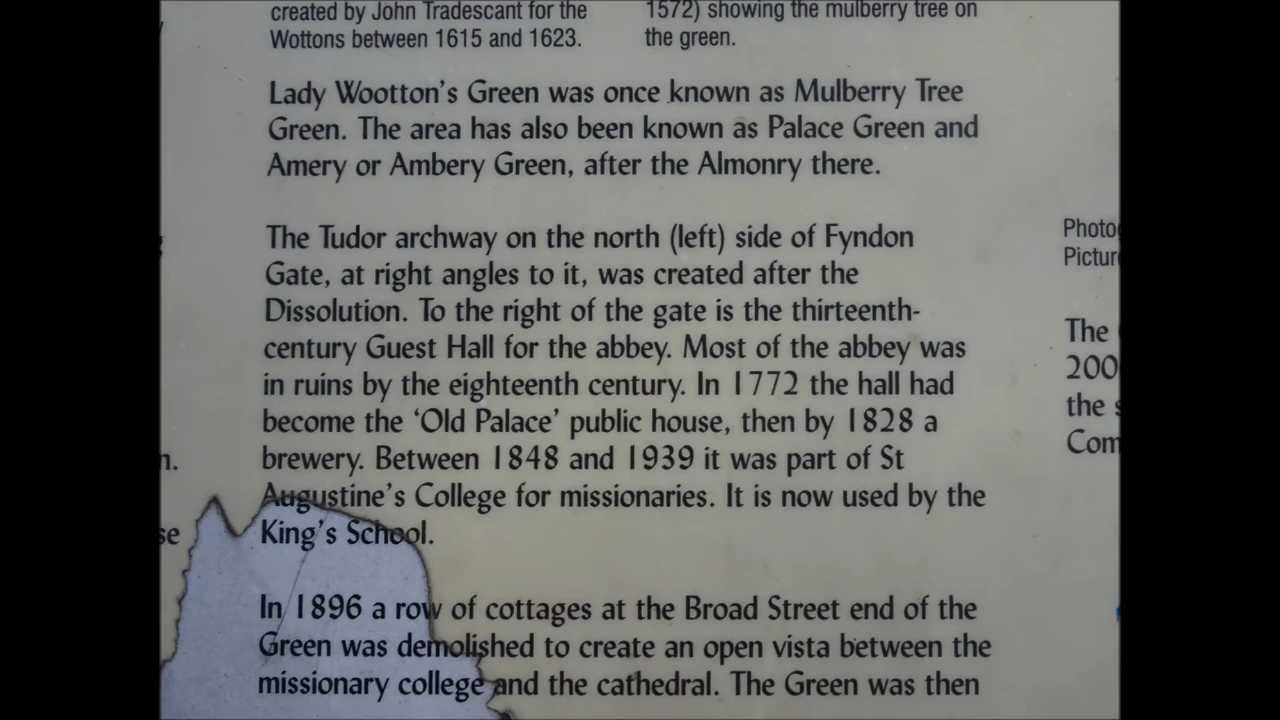 created by John Tradescant for the
Wottons between 1615 and 1623.
1572) showing the mulberry tree on
the green.
Lady Wootton's Green was once known as Mulberry Tree
Green. The area has also been known as Palace Green and
Amery or Ambery Green, after the Almonry there.
The Tudor archway on the north (left) side of Fyndon
Gate, at right angles to it, was created after the
Dissolution. To the right of the gate is the thirteenth-
century Guest Hall for the abbey. Most of the abbey was
in ruins by the eighteenth century. In 1772 the hall had
become the ‘Old Palace’ public house, then by 1828 a
brewery. Between 1848 and 1939 it was part of St
Augustine's College for missionaries. It is now used by the
King's School.
In 1896 a row of cottages at the Broad Street end of the
Green was demolished to create an open vista between the
missionary college and the cathedral. The Green was then
The
200
the
Com